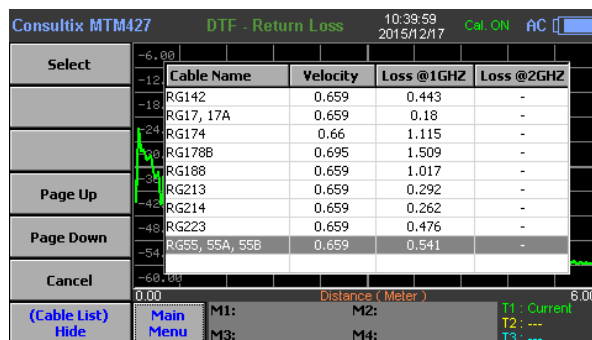 Consultix MTM427 DTF - Return Loss 10:39:59 2015/12/17 Cal. ON AC
Select
Page Up
Page Down
Cancel
(Cable List)
Hide
-6.00
-12
-18
-24
-54
-60.00
Cable Name Velocity Loss @1GHZ Loss @2GHZ
RG142 0.659 0.443 -
RG17, 17A 0.659 0.18 -
RG174 0.66 1.115 -
RG178B 0.695 1.509 -
RG188 0.659 1.017 -
RG213 0.659 0.292 -
RG214 0.659 0.262 -
RG223 0.659 0.476 -
RG55, 55A, 55B 0.659 0.541 -
0.00 Distance ( Meter ) 6.00
Main
Menu
M1: M2:
M3: M4:
T1 : Current
T2 : ---
T3 : ---